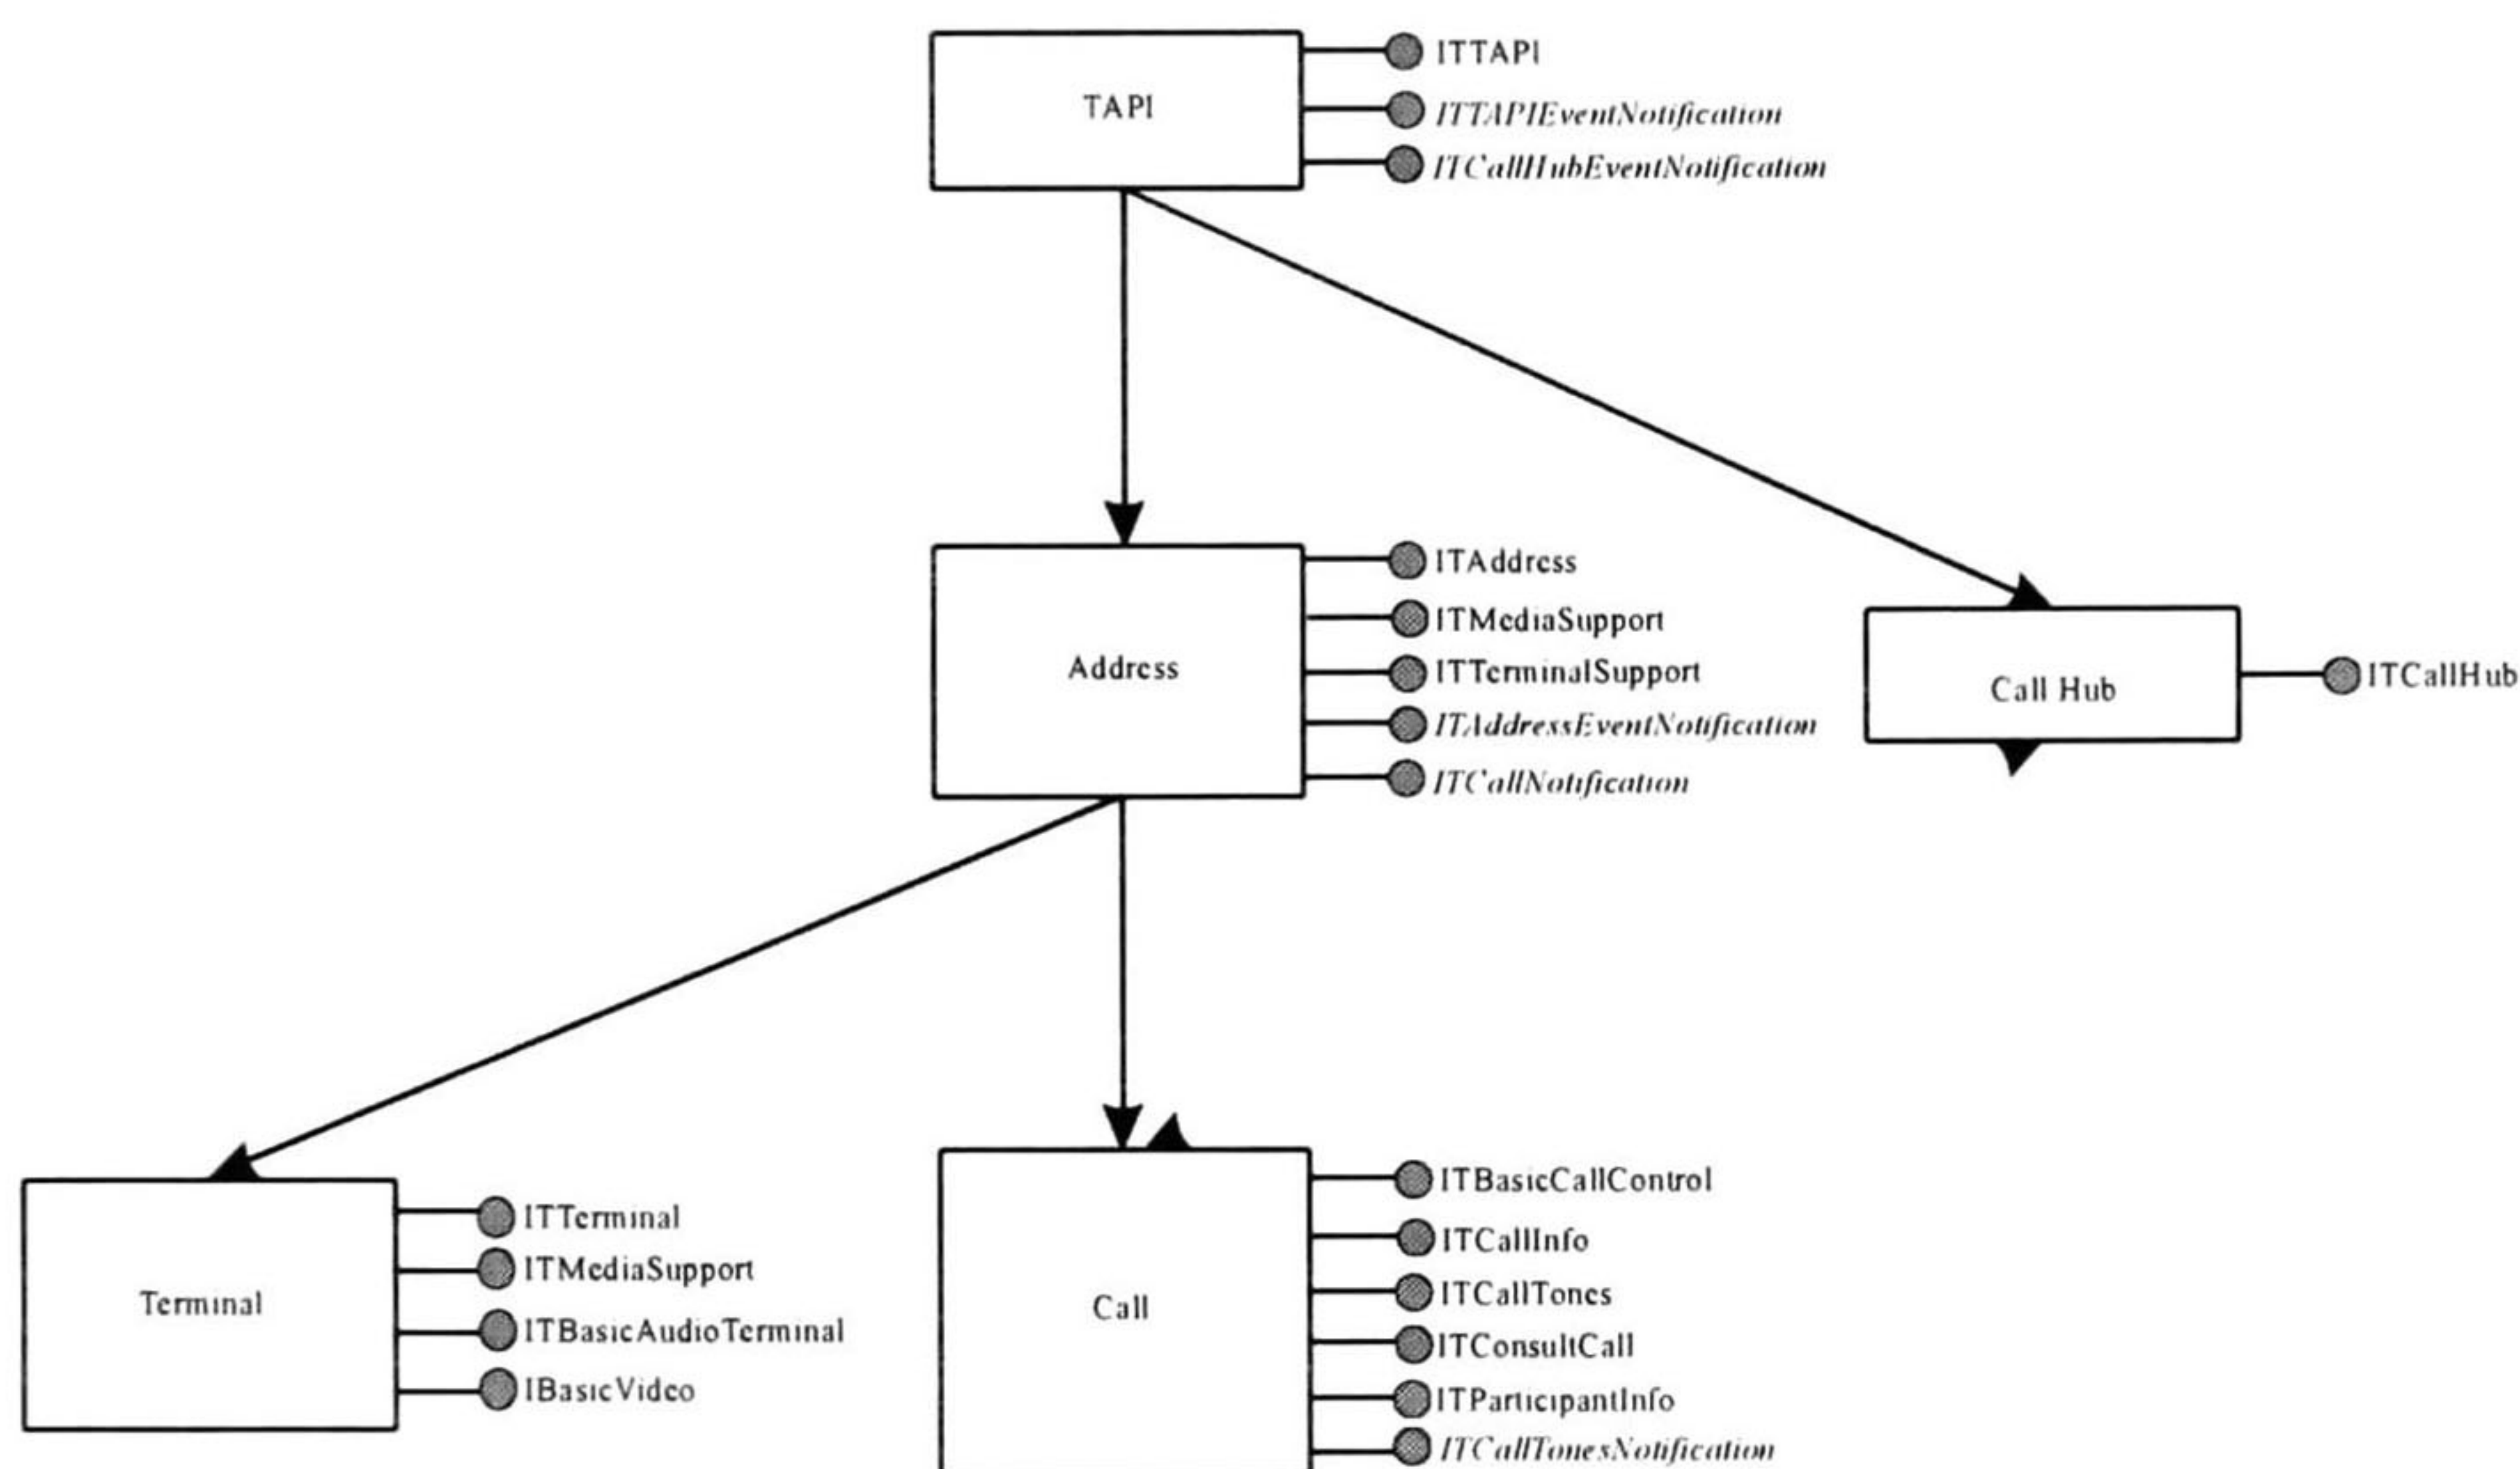 TAPI
ITTAPI
ITTAPIEventNotification
ITCallHubEventNotification
Address
ITAddress
ITMediaSupport
ITTerminalSupport
ITAddressEventNotification
ITCallNotification
Call Hub
ITCallHub
Terminal
ITTerminal
ITMediaSupport
ITBasicAudioTerminal
IBasicVideo
Call
ITBasicCallControl
ITCallInfo
ITCallTones
ITConsultCall
ITParticipantInfo
ITCallTonesNotification